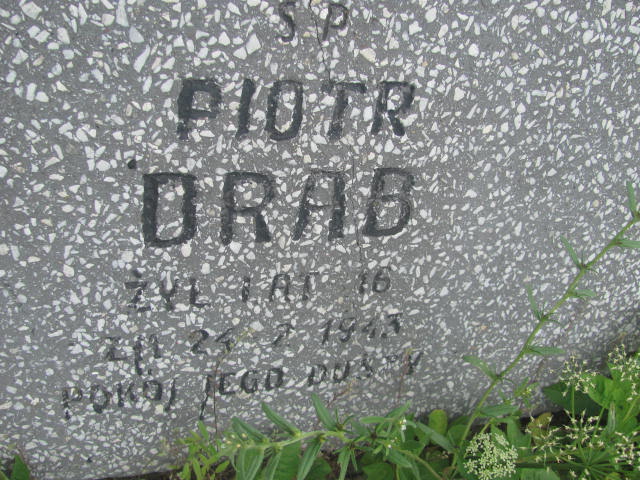 Ś P
PIOTR
DRAB
ŻYŁ LAT 16
ZM 24 7 1943
POKÓJ JEGO DUSZY